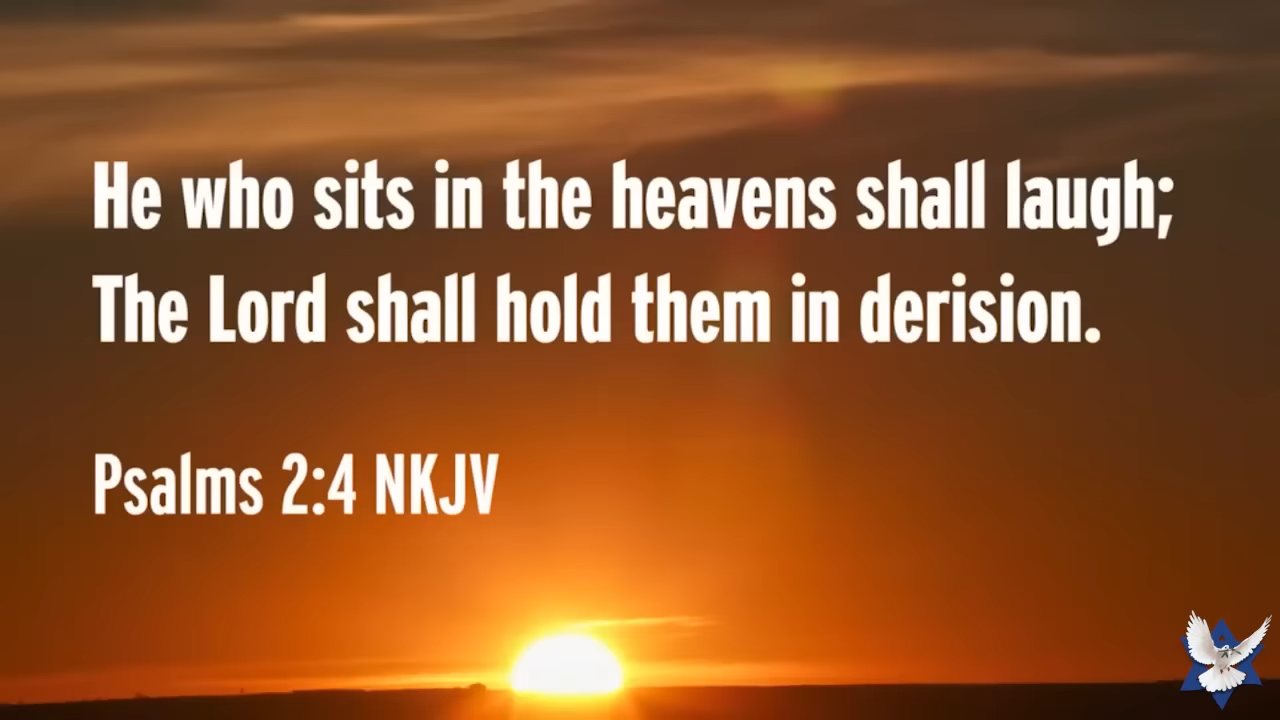 He who sits in the heavens shall laugh;
The Lord shall hold them in derision.
Psalms 2:4 NKJV